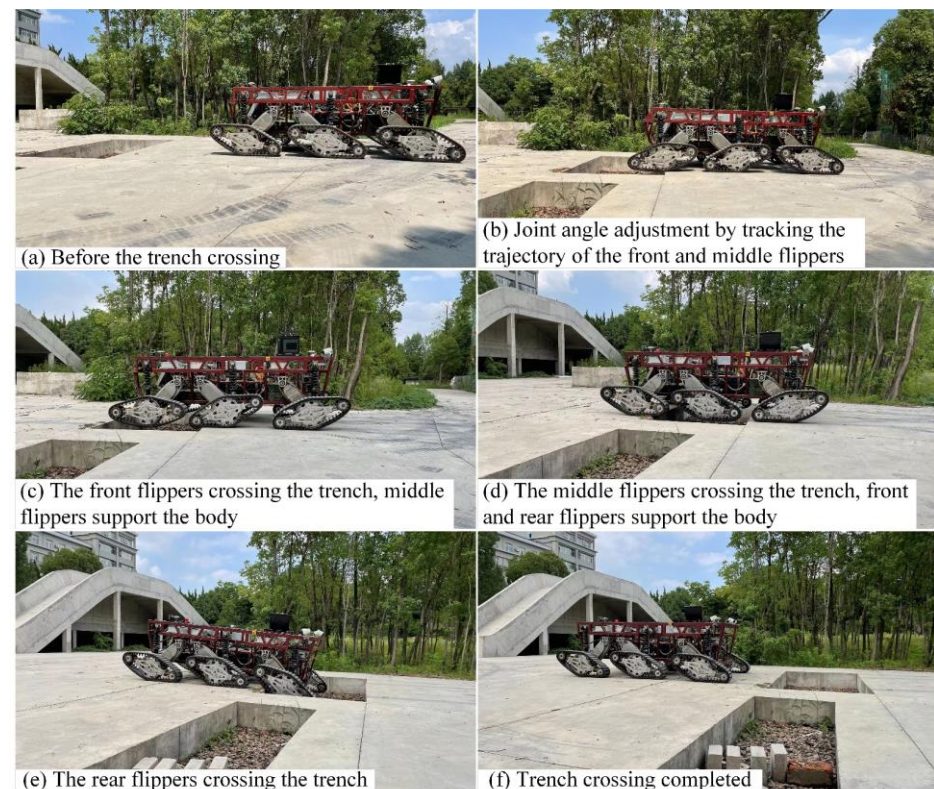 (a) Before the trench crossing
(b) Joint angle adjustment by tracking the
trajectory of the front and middle flippers
(c) The front flippers crossing the trench, middle
flippers support the body
(d) The middle flippers crossing the trench, front
and rear flippers support the body
(e) The rear flippers crossing the trench
(f) Trench crossing completed